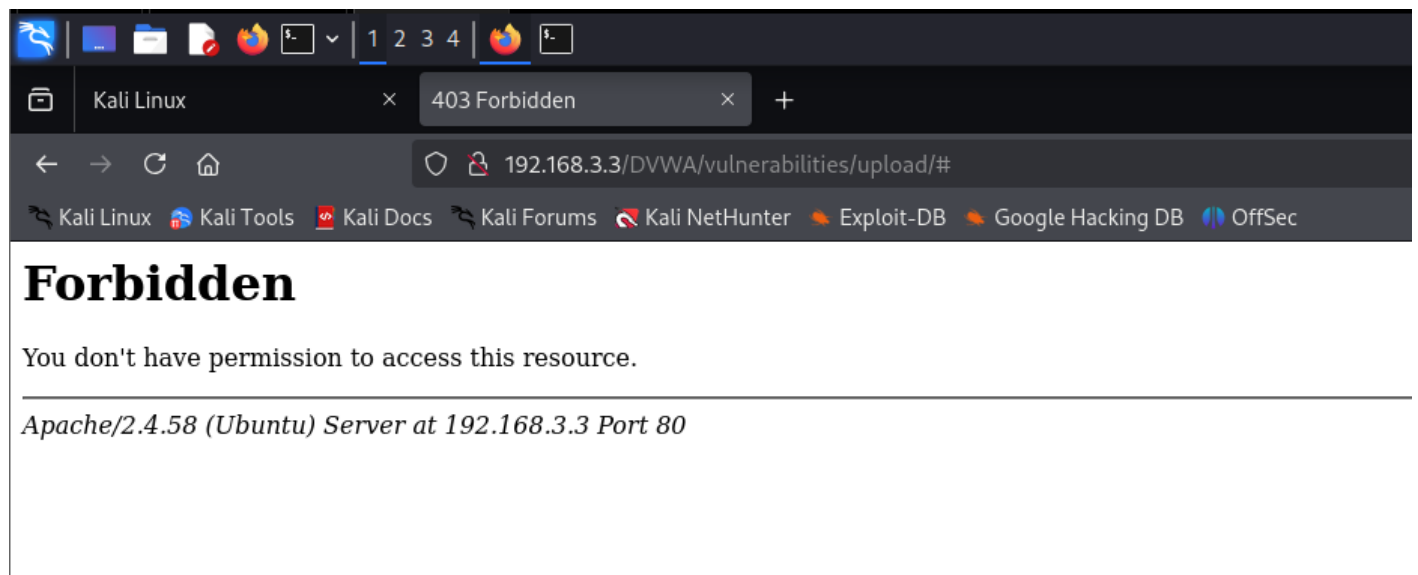 1 2 3 4
Kali Linux 403 Forbidden
192.168.3.3/DVWA/vulnerabilities/upload/#
Kali Linux Kali Tools Kali Docs Kali Forums Kali NetHunter Exploit-DB Google Hacking DB OffSec
Forbidden
You don't have permission to access this resource.
Apache/2.4.58 (Ubuntu) Server at 192.168.3.3 Port 80